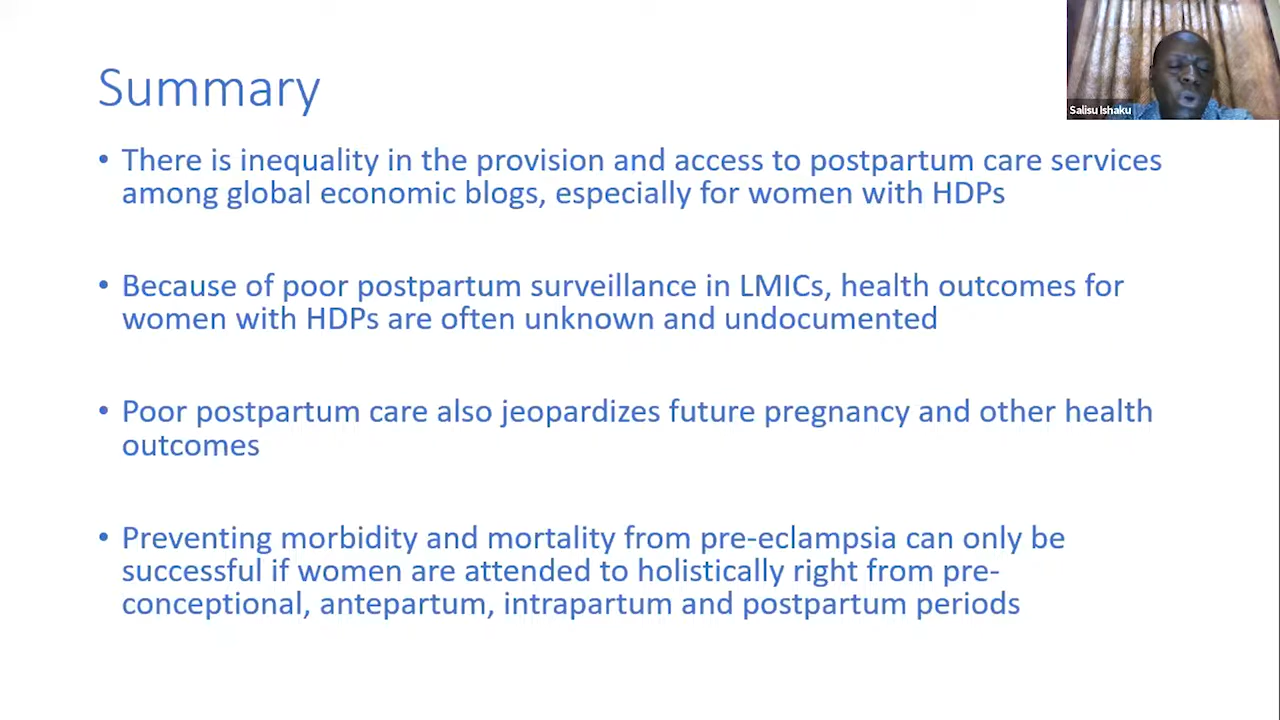 Summary
Salisu Ishaku
• There is inequality in the provision and access to postpartum care services
among global economic blogs, especially for women with HDPs
• Because of poor postpartum surveillance in LMICs, health outcomes for
women with HDPs are often unknown and undocumented
• Poor postpartum care also jeopardizes future pregnancy and other health
outcomes
• Preventing morbidity and mortality from pre-eclampsia can only be
successful if women are attended to holistically right from pre-
conceptional, antepartum, intrapartum and postpartum periods